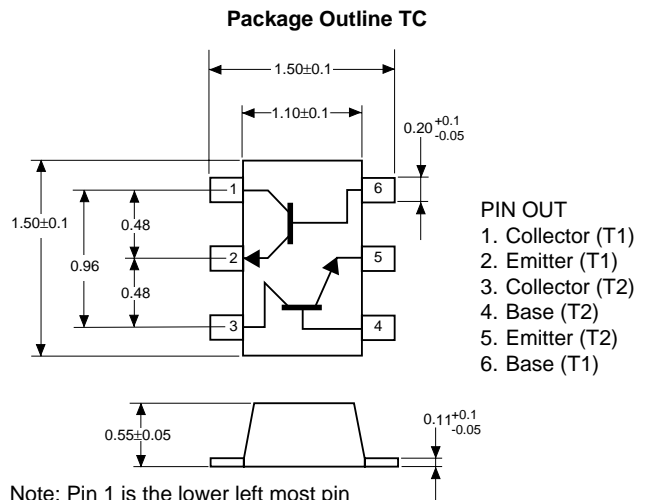 Package Outline TC
1.50±0.1
1.10±0.1
0.20 +0.1 -0.05
1
6
1.50±0.1
0.48
2
5
0.96
0.48
3
4
PIN OUT
1. Collector (T1)
2. Emitter (T1)
3. Collector (T2)
4. Base (T2)
5. Emitter (T2)
6. Base (T1)
0.55±0.05
0.11 +0.1 -0.05
Note: Pin 1 is the lower left most pin